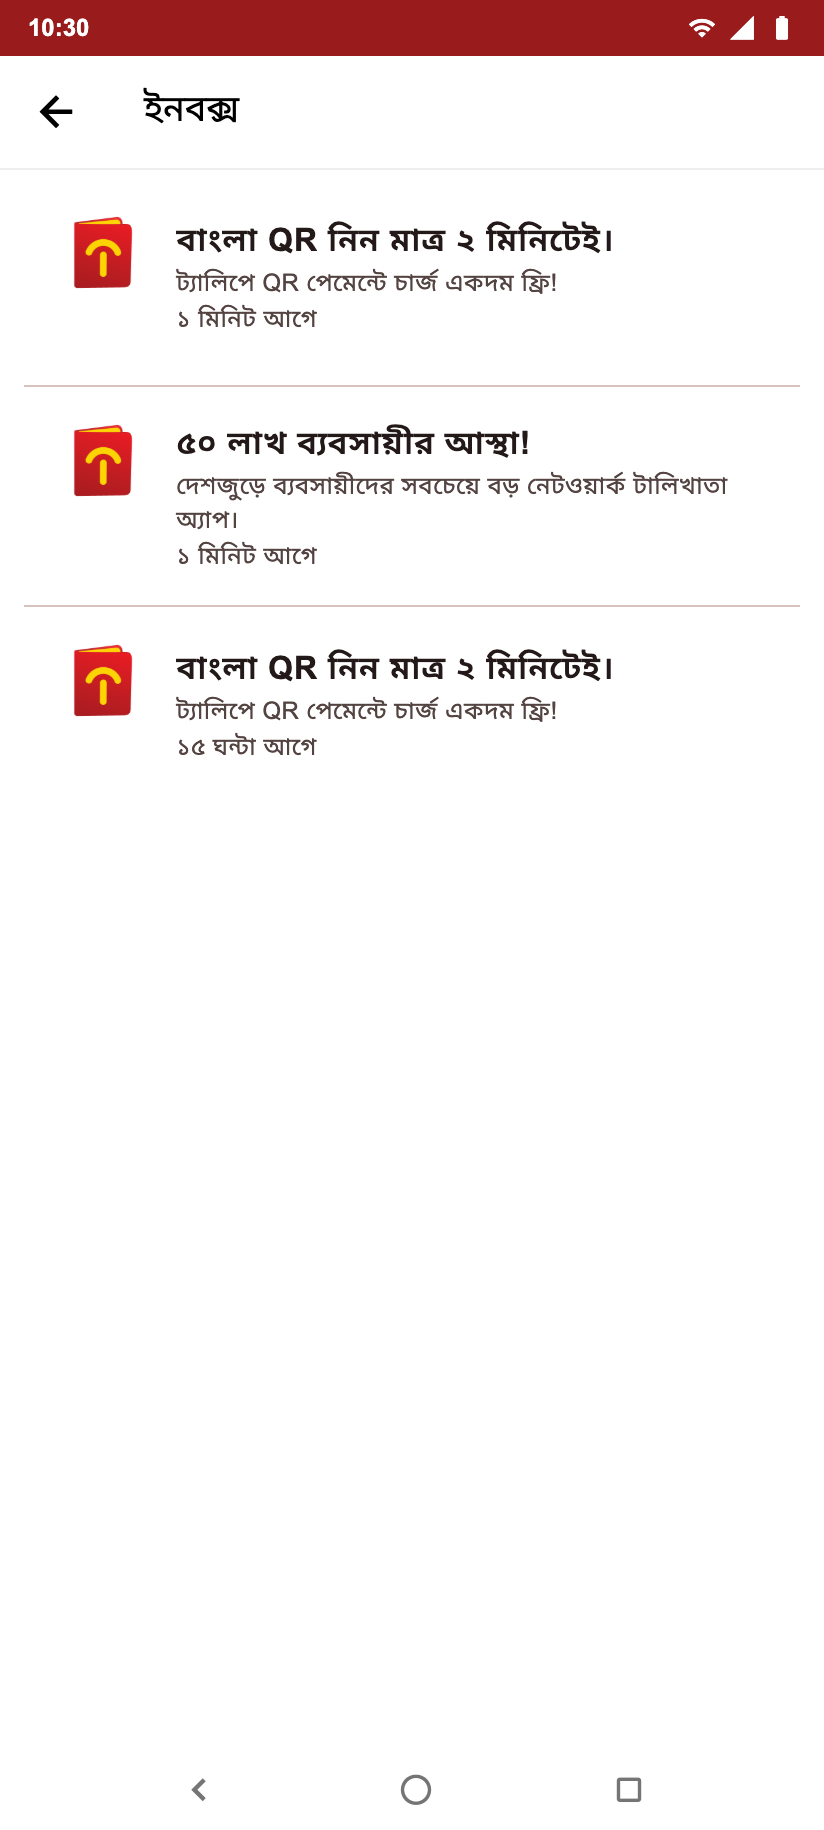 10:30
ইনবক্স
বাংলা QR নিন মাত্র ২ মিনিটেই।
ট্যালিপে QR পেমেন্টে চার্জ একদম ফ্রি!
১ মিনিট আগে
৫০ লাখ ব্যবসায়ীর আস্থা!
দেশজুড়ে ব্যবসায়ীদের সবচেয়ে বড় নেটওয়ার্ক টালিখাতা
অ্যাপ।
১ মিনিট আগে
বাংলা QR নিন মাত্র ২ মিনিটেই।
ট্যালিপে QR পেমেন্টে চার্জ একদম ফ্রি!
১৫ ঘন্টা আগে